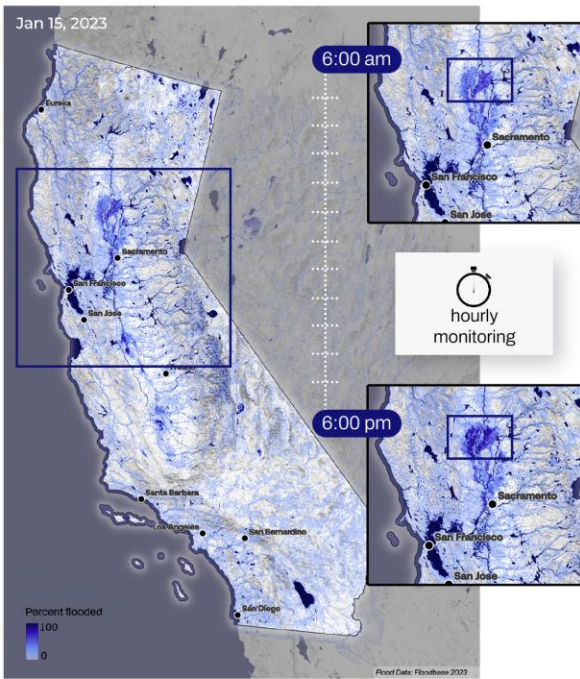 Jan 15, 2023
6:00 am
Eureka
Sacramento
San Francisco
San Jose
Sacramento
San Francisco
San Jose
hourly
monitoring
Fresno
6:00 pm
Santa Barbara
Los Angeles
San Bernardino
Sacramento
San Francisco
San Jose
San Diego
Percent flooded
100
0
Flood Data: Floodbase 2023